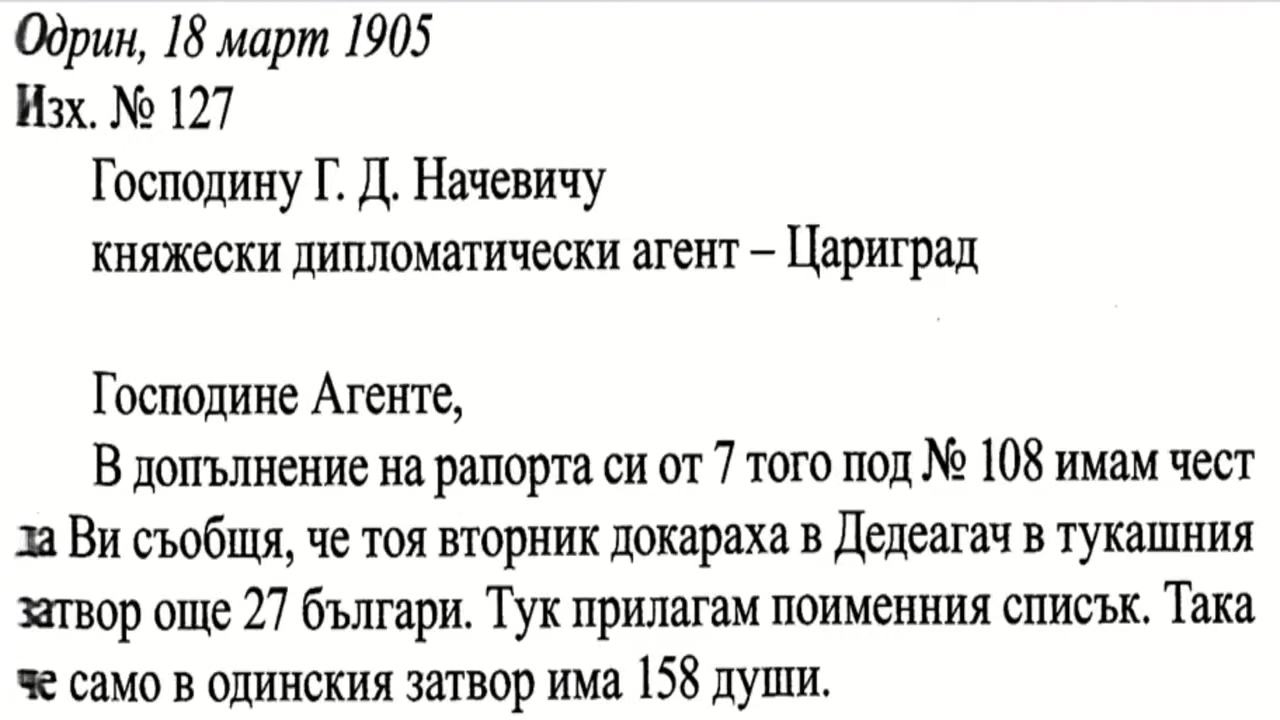 Одрин, 18 март 1905
Изх. № 127
Господину Г. Д. Начевичу
княжески дипломатически агент – Цариград
Господине Агенте,
В допълнение на рапорта си от 7 того под № 108 имам чест
да Ви съобщя, че тоя вторник докараха в Дедеагач в тукашния
затвор още 27 българи. Тук прилагам поименния списък. Така
че само в одинския затвор има 158 души.